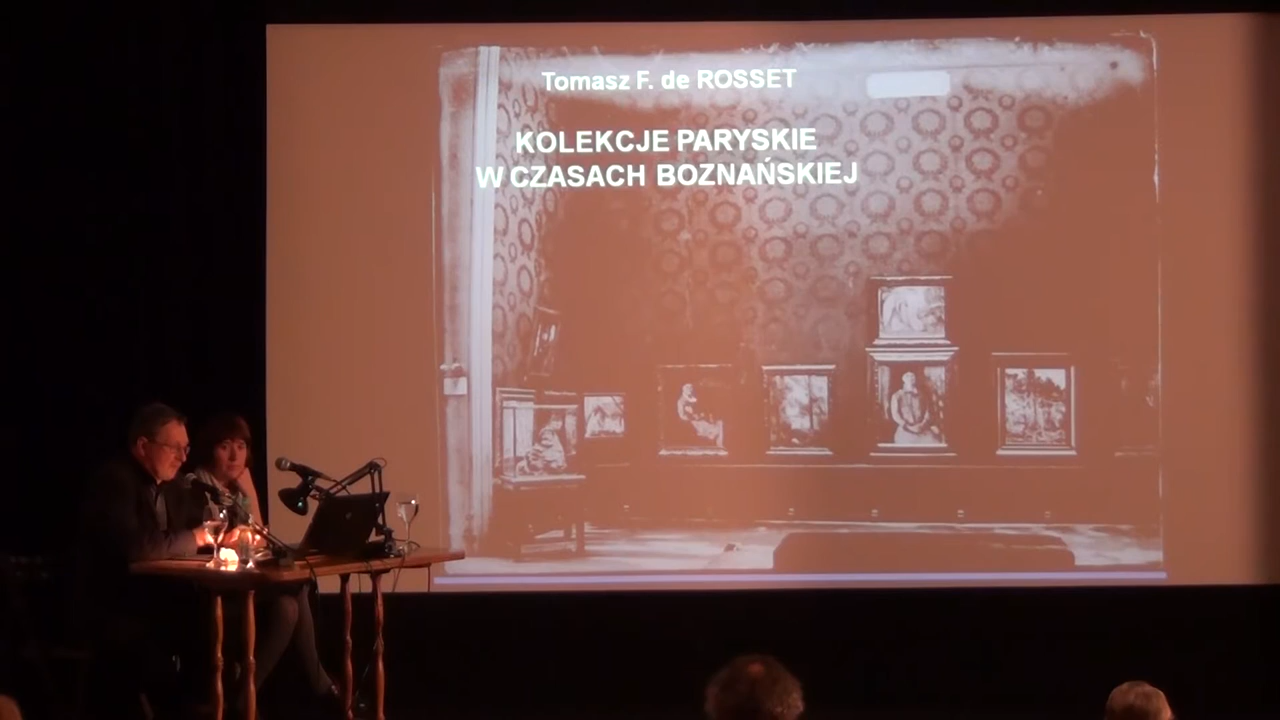 Tomasz F. de ROSSET
KOLEKCJE PARYSKIE
W CZASACH BOZNAŃSKIEJ